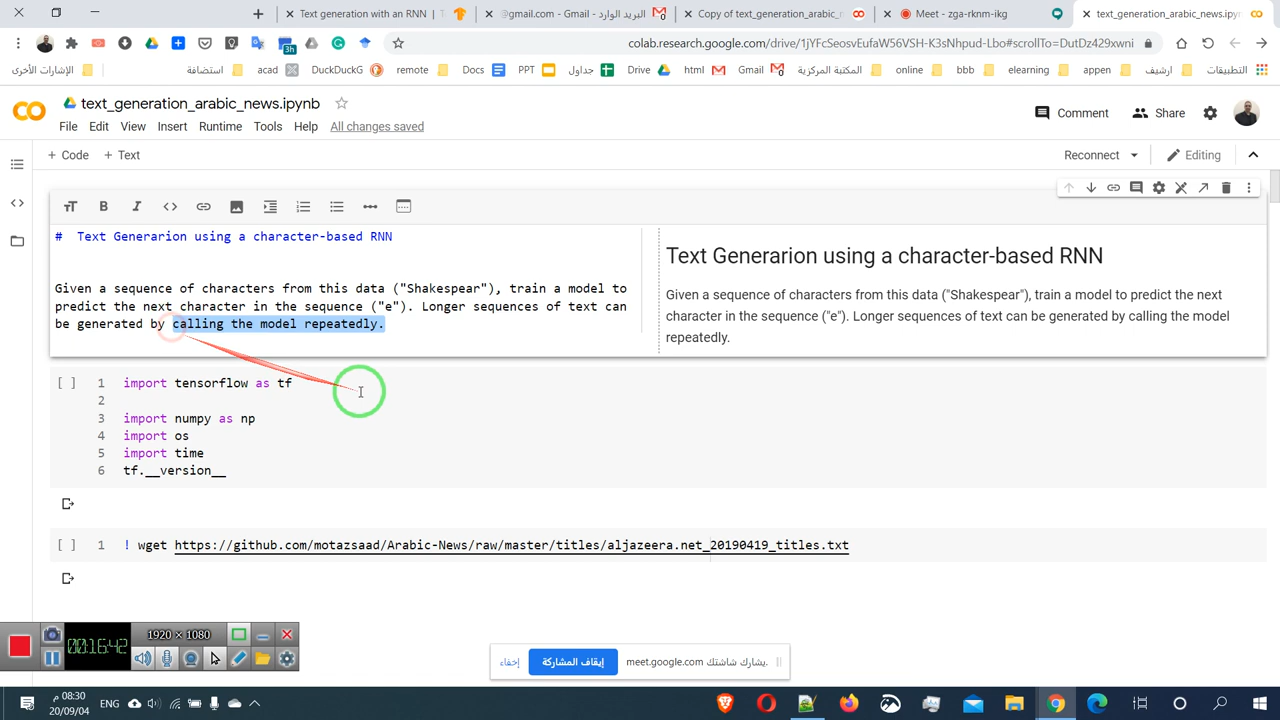 Text generation with an RNN | T
@gmail.com - Gmail - البريد الوارد
Copy of text_generation_arabic_n
Meet - zga-rknm-ikg
text_generation_arabic_news.ipyn
colab.research.google.com/drive/
الإشارات الأخرى
استضافة
acad
DuckDuckG
remote
Docs
PPT
جداول
Drive
html
Gmail
المكتبة المركزية
online
bbb
elearning
appen
ارشيف
التطبيقات
text_generation_arabic_news.ipynb
Comment
Share
File Edit View Insert Runtime Tools Help All changes saved
+ Code + Text
Reconnect
Editing
# Text Generarion using a character-based RNN
Given a sequence of characters from this data ("Shakespear"), train a model to
predict the next character in the sequence ("e"). Longer sequences of text can
be generated by calling the model repeatedly.
Text Generarion using a character-based RNN
Given a sequence of characters from this data ("Shakespear"), train a model to predict the next
character in the sequence ("e"). Longer sequences of text can be generated by calling the model
repeatedly.
[ ] 1 import tensorflow as tf
2
3 import numpy as np
4 import os
5 import time
6 tf.__version__
[ ] 1 ! wget https://github.com/motazsaad/Arabic-News/raw/master/titles/aljazeera.net_20190419_titles.txt
00:16:42
1920 × 1080
إخفاء
إيقاف المشاركة
meet.google.com يشارك شاشتك.
08:30 م
20/09/04
ENG
3h